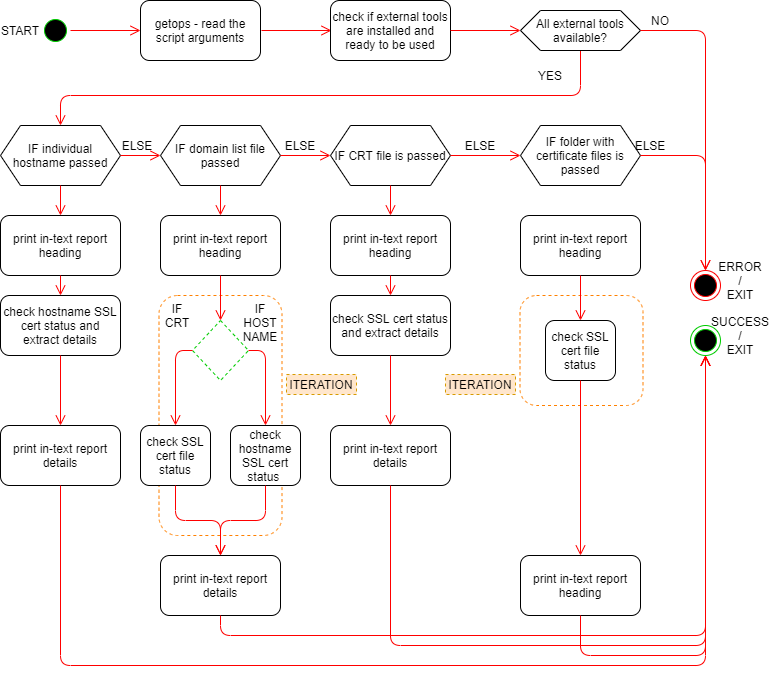 START
getops - read the
script arguments
check if external tools
are installed and
ready to be used
All external tools
available?
NO
YES
IF individual
hostname passed
ELSE
IF domain list file
passed
ELSE
IF CRT file is passed
ELSE
IF folder with
certificate files is
passed
ELSE
print in-text report
heading
print in-text report
heading
print in-text report
heading
print in-text report
heading
ERROR
/
EXIT
SUCCESS
/
EXIT
check hostname SSL
cert status and
extract details
IF
CRT
IF
HOST
NAME
check SSL cert status
and extract details
check SSL
cert file
status
ITERATION
ITERATION
print in-text report
details
check SSL
cert file
status
check
hostname
SSL cert
status
print in-text report
details
print in-text report
details
print in-text report
heading